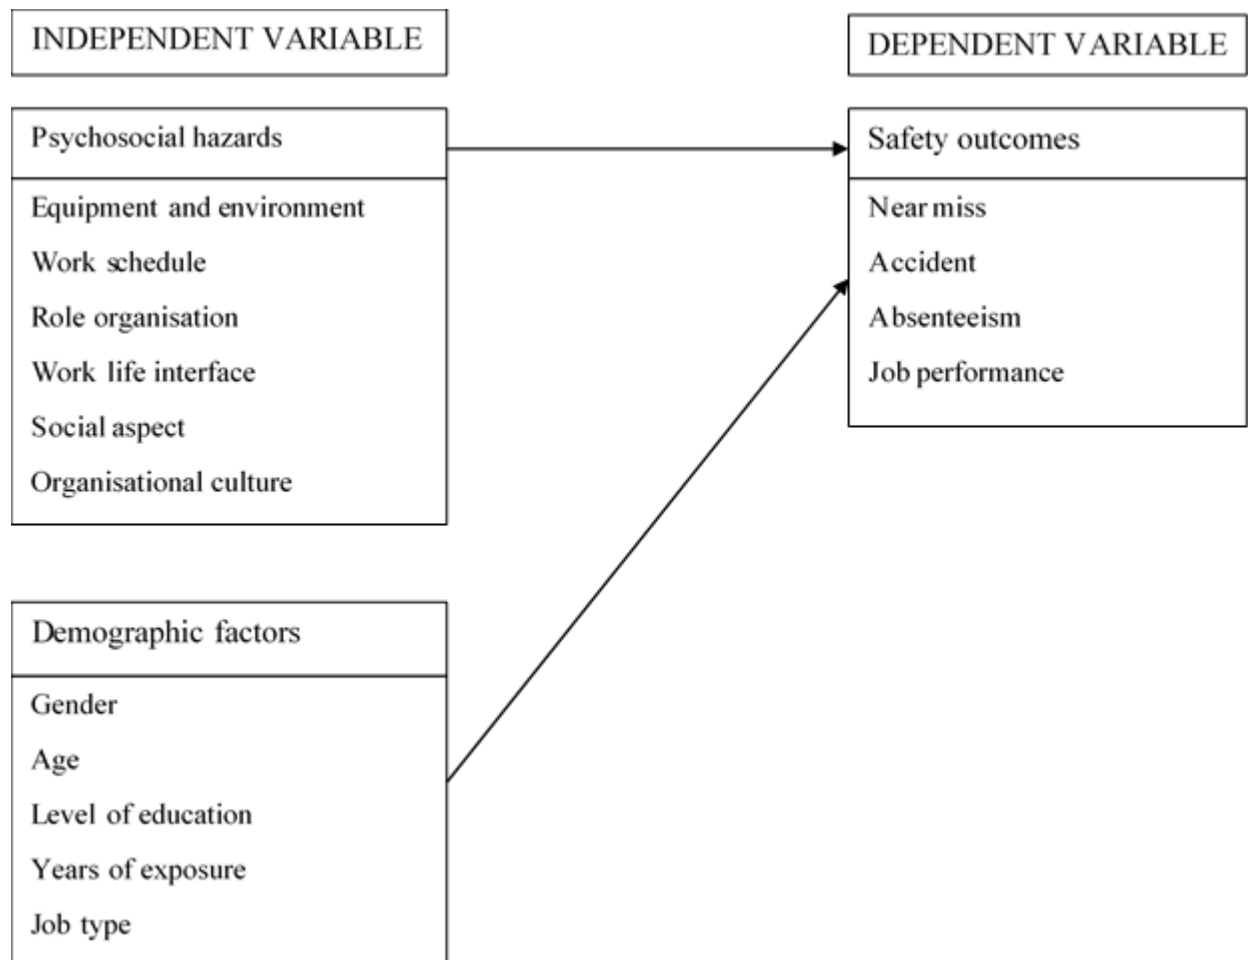 INDEPENDENT VARIABLE
DEPENDENT VARIABLE
Psychosocial hazards
Equipment and environment
Work schedule
Role organisation
Work life interface
Social aspect
Organisational culture
Safety outcomes
Near miss
Accident
Absenteeism
Job performance
Demographic factors
Gender
Age
Level of education
Years of exposure
Job type